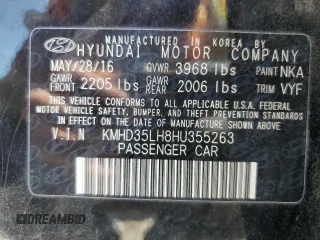 MANUFACTURED IN KOREA BY
HYUNDAI MOTOR COMPANY
MAY/28/16 GVWR 3968 lbs PAINT NKA
GAWR FRONT 2205 lbs GAWR REAR 2006 lbs TRIM VYF
THIS VEHICLE CONFORMS TO ALL APPLICABLE U.S. FEDERAL MOTOR VEHICLE SAFETY, BUMPER, AND THEFT PREVENTION STANDARDS IN EFFECT ON THE DATE OF MANUFACTURE SHOWN ABOVE.
V.I.N KMHD35LH8HU355263
PASSENGER CAR
DREAMBID